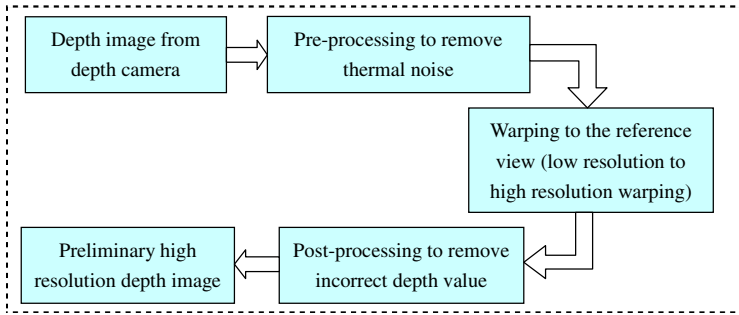 Depth image from
depth camera
Pre-processing to remove
thermal noise
Warping to the reference
view (low resolution to
high resolution warping)
Post-processing to remove
incorrect depth value
Preliminary high
resolution depth image